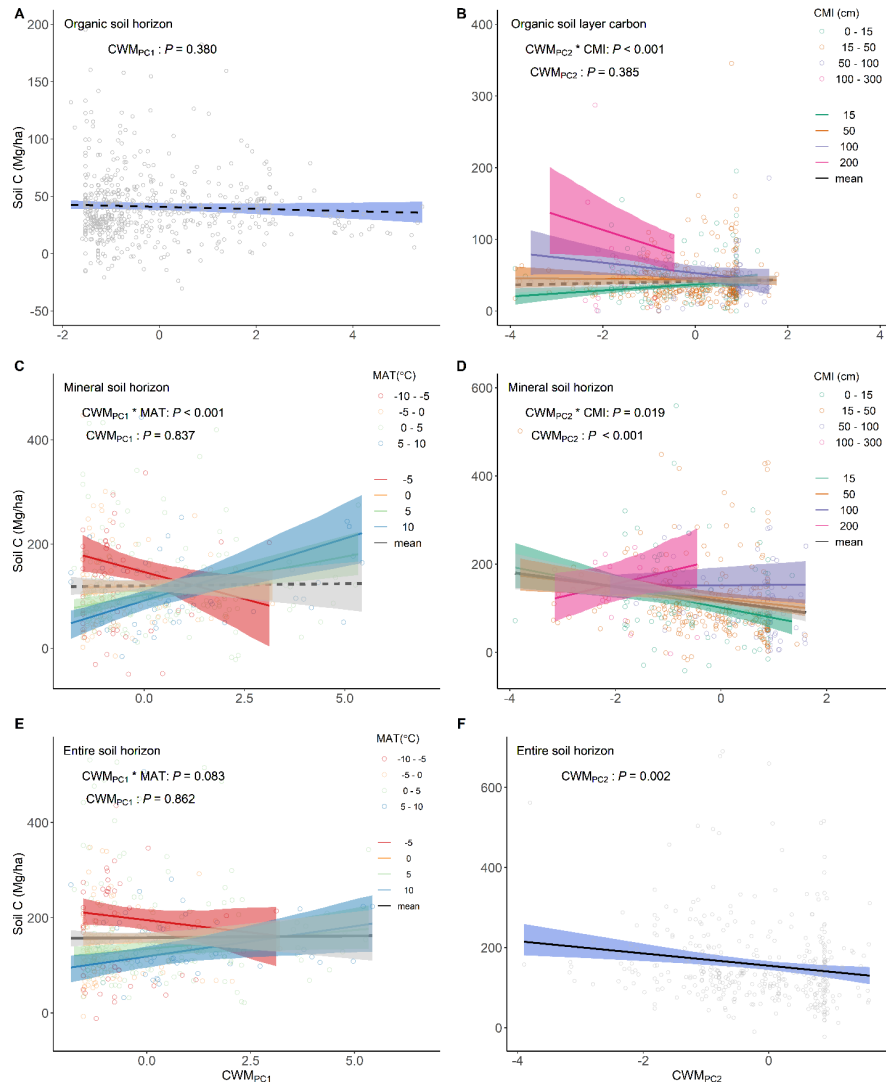 A
Organic soil horizon
CWMPC1 : P = 0.380
200
150
100
50
0
-50
-2
0
2
4
Soil C (Mg/ha)
B
Organic soil layer carbon
CWMPC2 * CMI: P < 0.001
CWMPC2 : P = 0.385
400
300
200
100
0
-4
-2
0
2
CMI (cm)
0 - 15
15 - 50
50 - 100
100 - 300
15
50
100
200
mean
C
Mineral soil horizon
CWMPC1 * MAT: P < 0.001
CWMPC1 : P = 0.837
400
200
0
0.0
2.5
5.0
Soil C (Mg/ha)
MAT(°C)
-10 - -5
-5 - 0
0 - 5
5 - 10
-5
0
5
10
mean
D
Mineral soil horizon
CWMPC2 * CMI: P = 0.019
CWMPC2 : P < 0.001
600
400
200
0
-4
-2
0
2
CMI (cm)
0 - 15
15 - 50
50 - 100
100 - 300
15
50
100
200
mean
E
Entire soil horizon
CWMPC1 * MAT: P = 0.083
CWMPC1 : P = 0.862
400
200
0
0.0
2.5
5.0
Soil C (Mg/ha)
CWMPC1
MAT(°C)
-10 - -5
-5 - 0
0 - 5
5 - 10
-5
0
5
10
mean
F
Entire soil horizon
CWMPC2 : P = 0.002
600
400
200
0
-4
-2
0
CWMPC2